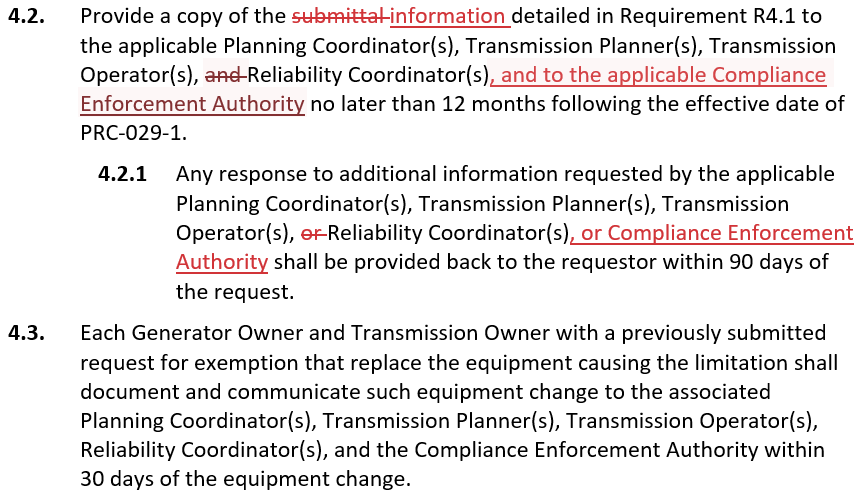 4.2. Provide a copy of the submittal information detailed in Requirement R4.1 to
the applicable Planning Coordinator(s), Transmission Planner(s), Transmission
Operator(s), and Reliability Coordinator(s), and to the applicable Compliance
Enforcement Authority no later than 12 months following the effective date of
PRC-029-1.
4.2.1 Any response to additional information requested by the applicable
Planning Coordinator(s), Transmission Planner(s), Transmission
Operator(s), or Reliability Coordinator(s), or Compliance Enforcement
Authority shall be provided back to the requestor within 90 days of
the request.
4.3. Each Generator Owner and Transmission Owner with a previously submitted
request for exemption that replace the equipment causing the limitation shall
document and communicate such equipment change to the associated
Planning Coordinator(s), Transmission Planner(s), Transmission Operator(s),
Reliability Coordinator(s), and the Compliance Enforcement Authority within
30 days of the equipment change.